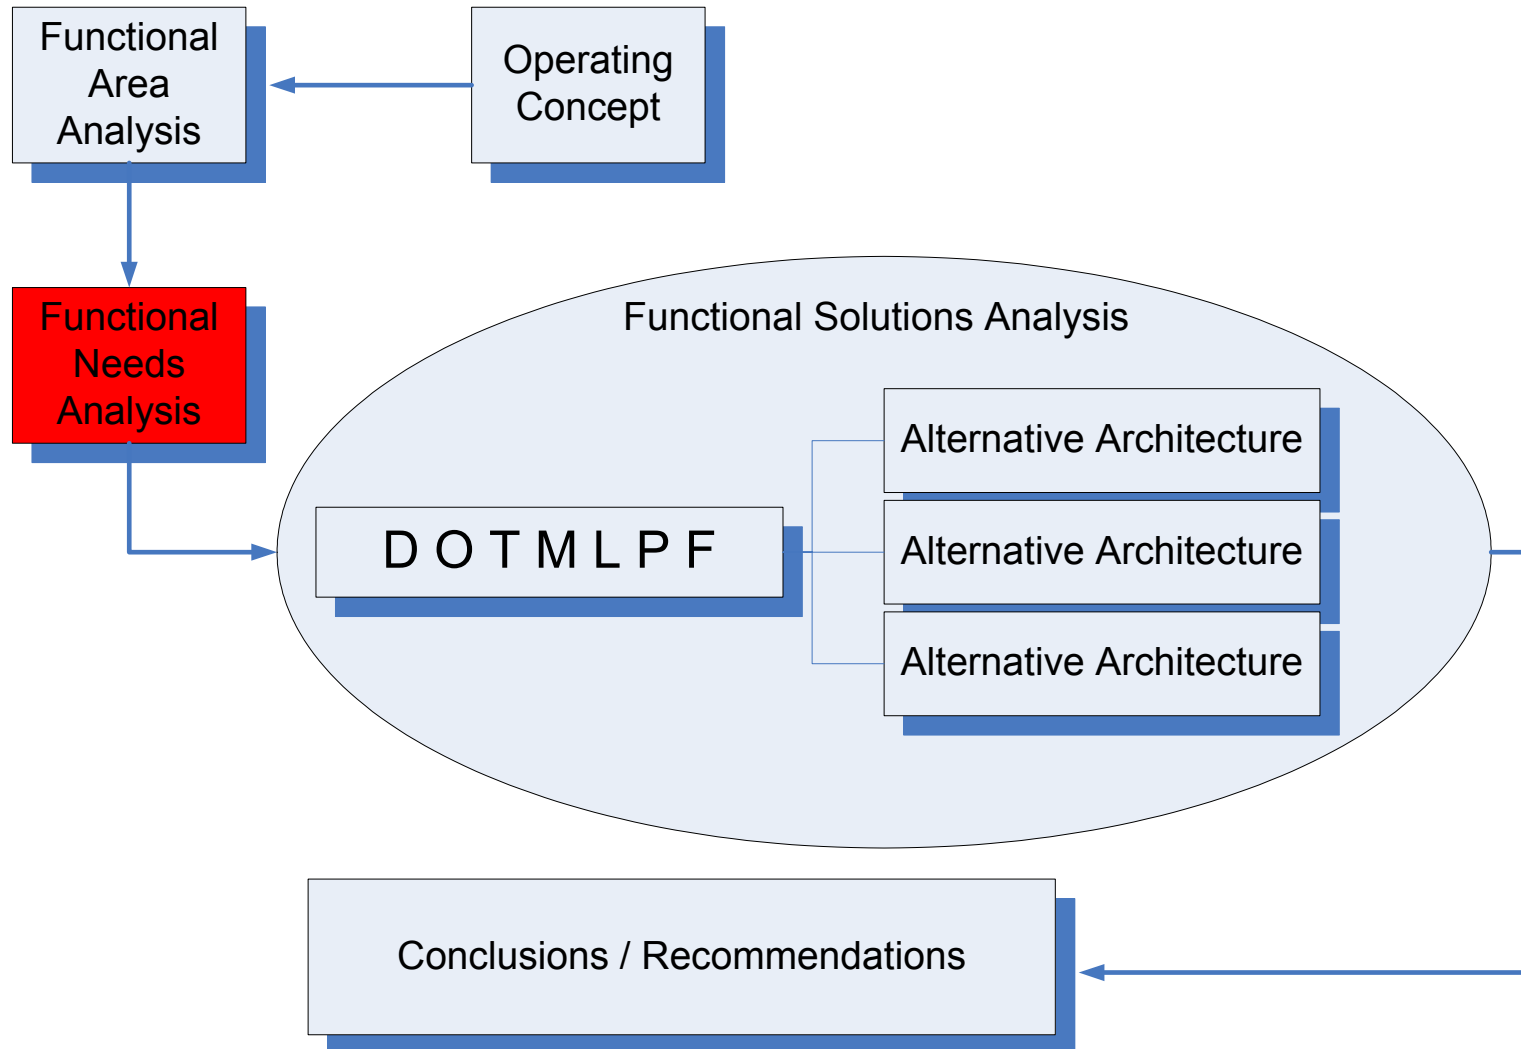 Functional
Area
Analysis
Operating
Concept
Functional
Needs
Analysis
Functional Solutions Analysis
D O T M L P F
Alternative Architecture
Alternative Architecture
Alternative Architecture
Conclusions / Recommendations